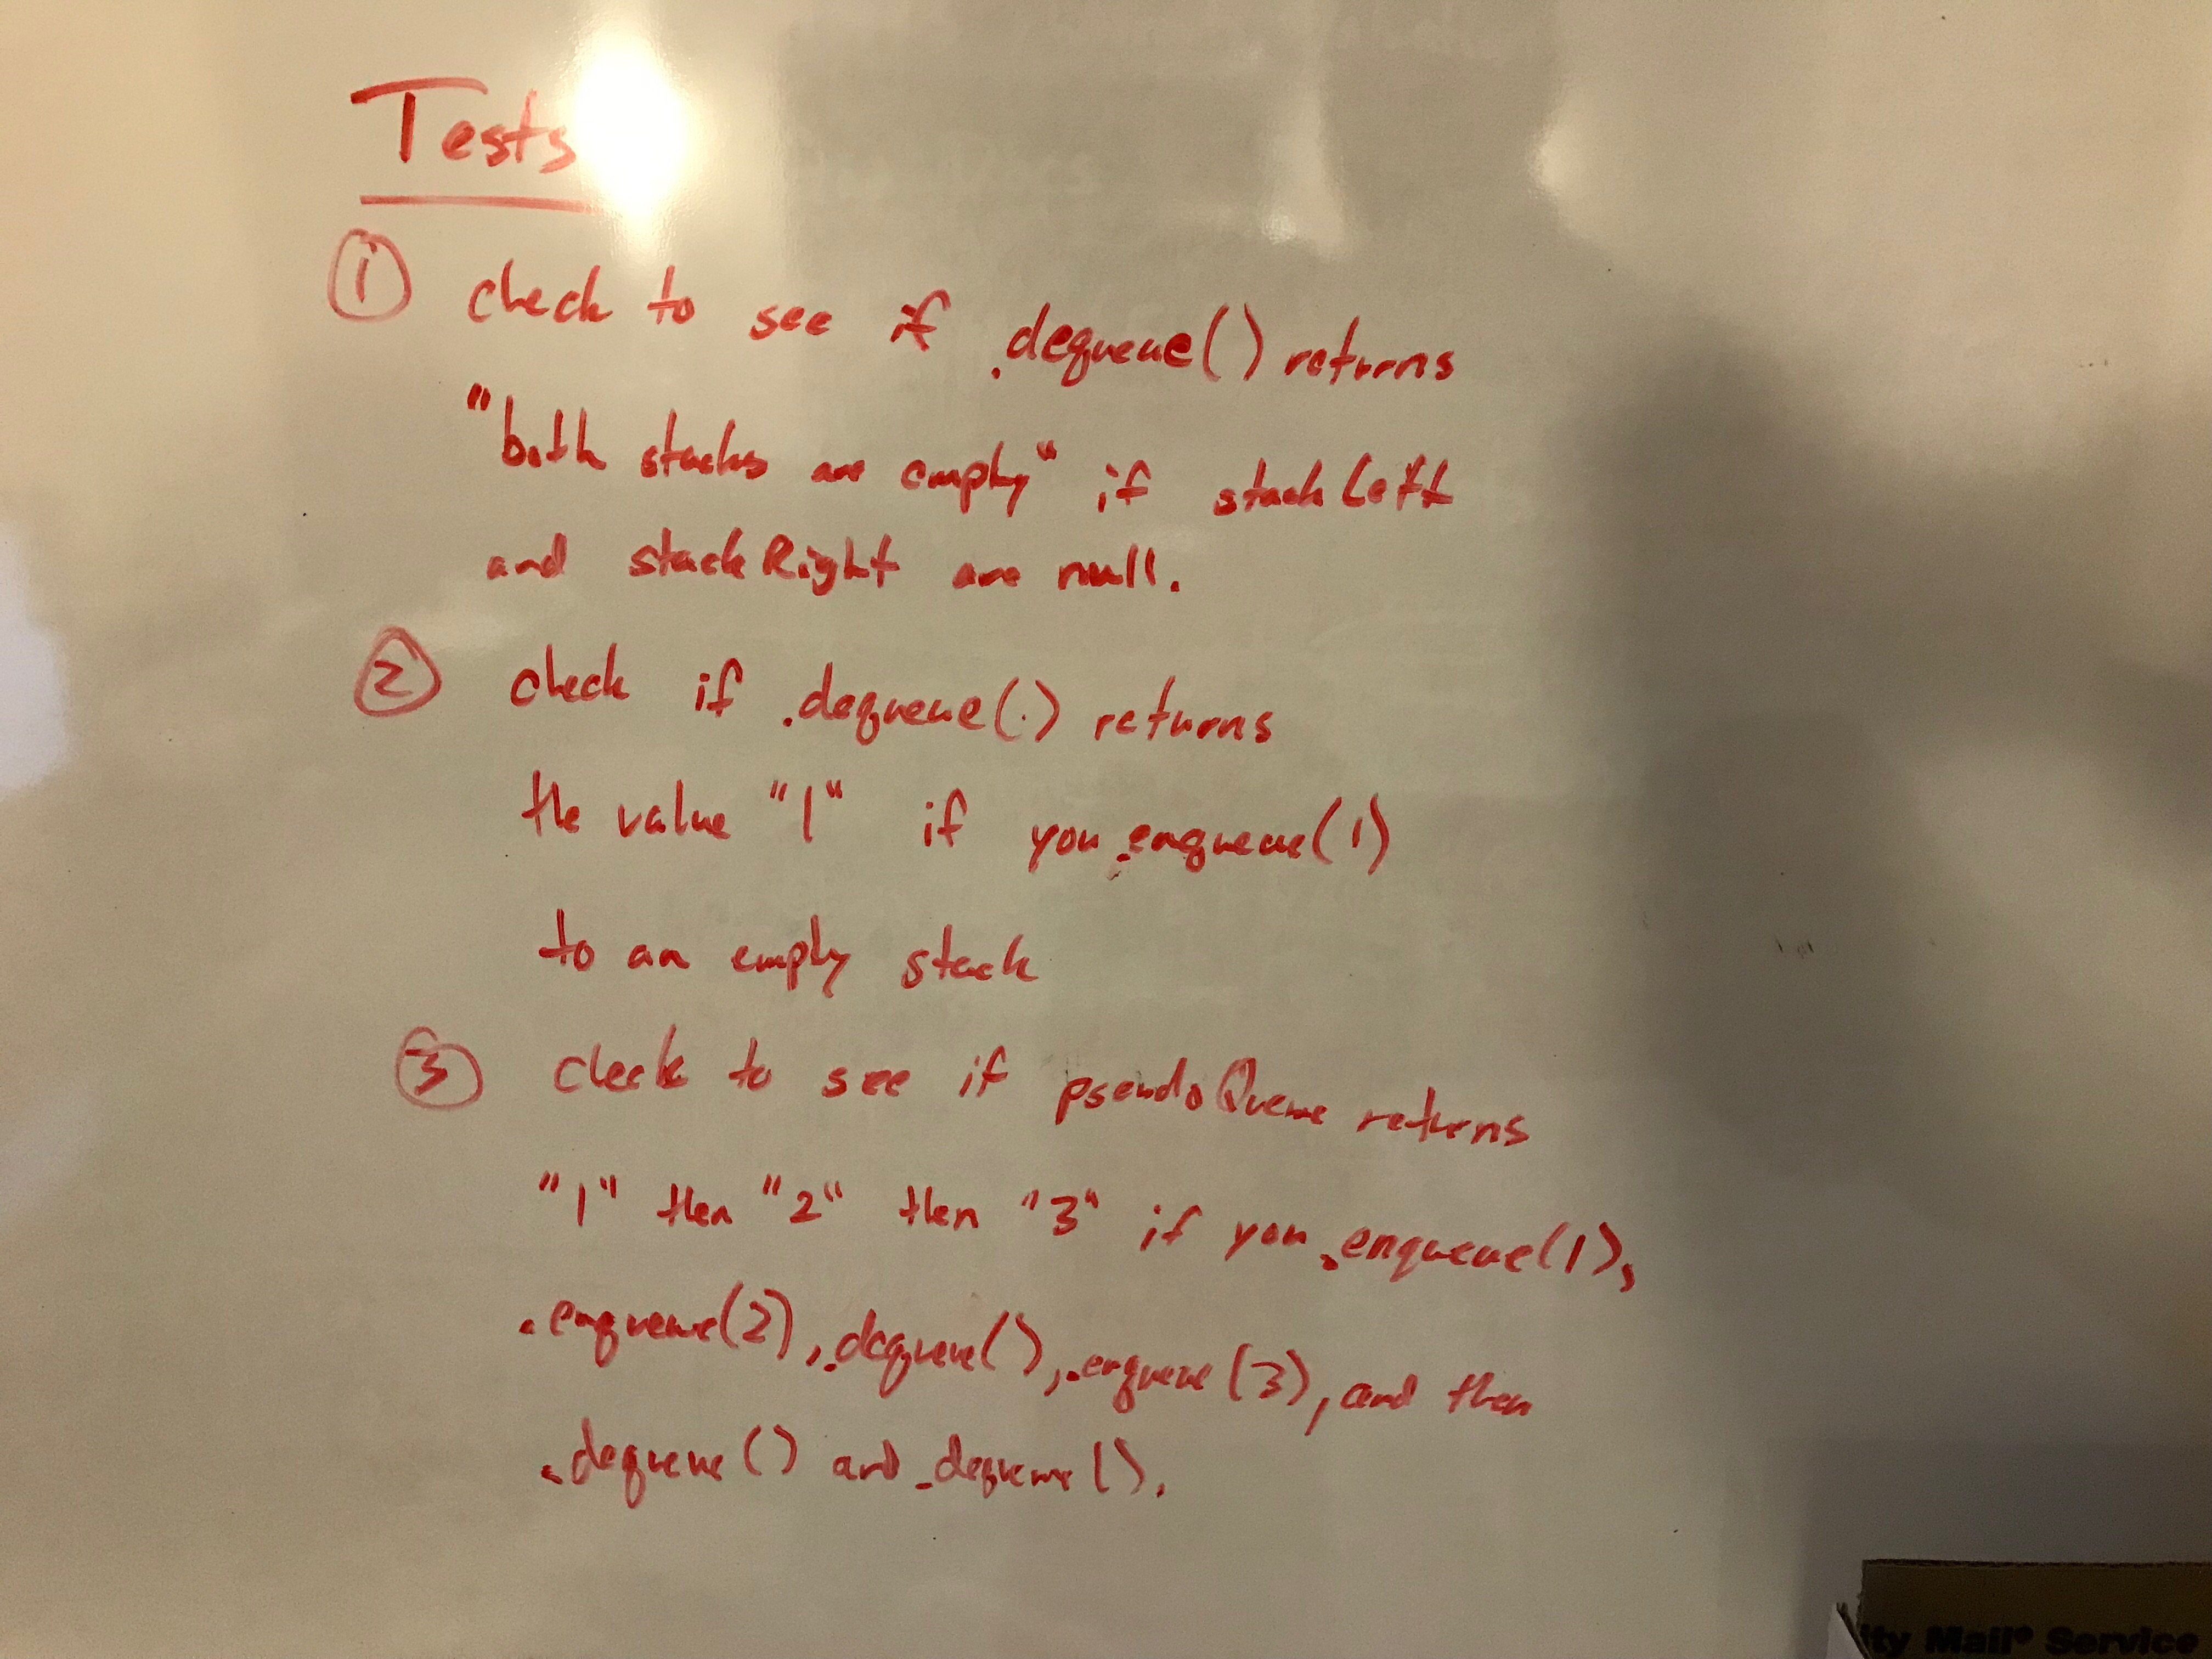 Tests
① check to see if .dequeue() returns
"both stacks are empty" if stackLeft
and stackRight are null.
② check if .dequeue(.) returns
the value "1" if you .enqueue(1)
to an empty stack
③ check to see if pseudoQueue returns
"1" then "2" then "3" if you .enqueue(1),
.enqueue(2), .dequeue(), .enqueue(3), and then
.dequeue() and .dequeue().
ity Mail® Service